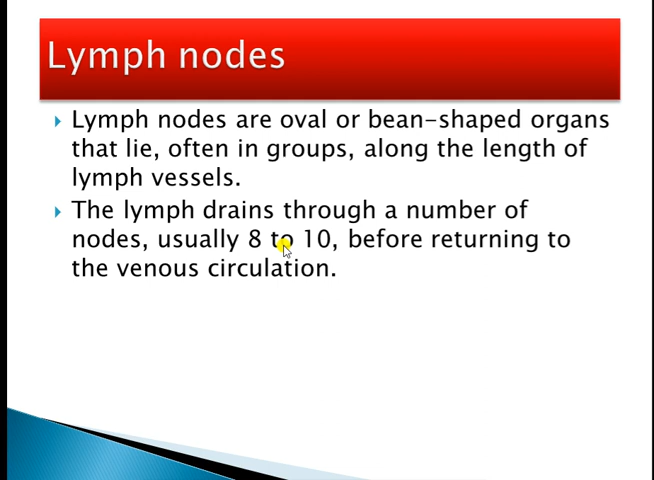 Lymph nodes
Lymph nodes are oval or bean-shaped organs
that lie, often in groups, along the length of
lymph vessels.
The lymph drains through a number of
nodes, usually 8 to 10, before returning to
the venous circulation.